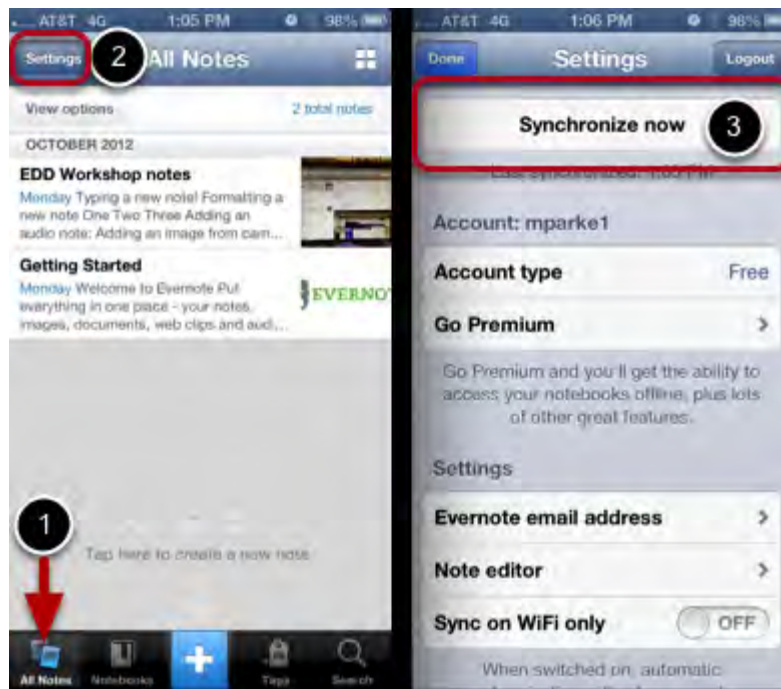 AT&T 4G 1:05 PM 98%
Settings All Notes
2
View options 2 total notes
OCTOBER 2012
EDD Workshop notes
Monday Typing a new note! Formatting a
new note One Two Three Adding an
audio note: Adding an image from cam...
Getting Started
Monday Welcome to Evernote Put
everything in one place - your notes,
images, documents, web clips and audi...
EVERNO
1
Tap here to create a new note
All Notes Notebooks Tags Search
AT&T 4G 1:06 PM 98%
Done Settings Logout
Synchronize now
3
Last synchronized: 1:05 PM
Account: mparke1
Account type Free
Go Premium
Go Premium and you ll get the ability to
access your notebooks offline, plus lots
of other great features.
Settings
Evernote email address
Note editor
Sync on WiFi only OFF
When switched on, automatic